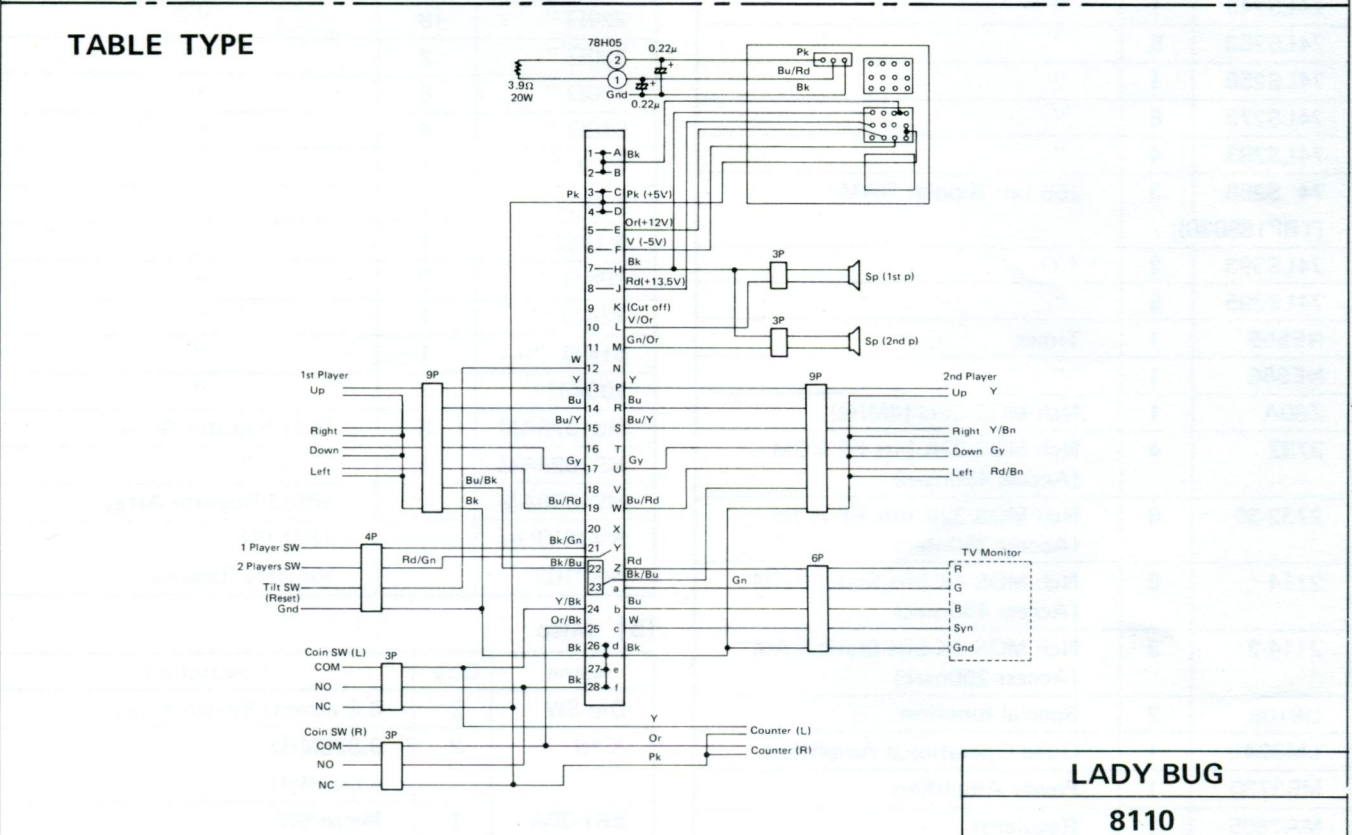 TABLE TYPE
78H05
0.22μ
2
1
Gnd
0.22μ
3.9Ω
20W
Pk
Bu/Rd
Bk
1 A Bk
2 B
Pk 3 C Pk (+5V)
4 D
5 E Or(+12V)
6 F V (-5V)
7 H Bk
8 J Rd(+13.5V)
9 K (Cut off)
10 L V/Or
11 M Gn/Or
W 12 N
Y 13 P Y
Bu 14 R Bu
Bu/Y 15 S Bu/Y
16 T
Gy 17 U Gy
18 V
Bu/Rd 19 W Bu/Rd
20 X
Bk/Gn 21 Y
Bk/Bu 22 Z Rd
23 a Bk/Bu
Y/Bk 24 b Bu
Or/Bk 25 c W
Bk 26 d Bk
27 e
Bk 28 f
3P
Sp (1st p)
3P
Sp (2nd p)
1st Player
9P
Up
Right
Down
Left
Bu/Bk
Bk
9P
2nd Player
Up Y
Right Y/Bn
Down Gy
Left Rd/Bn
4P
1 Player SW
2 Players SW
Rd/Gn
Tilt SW
(Reset)
Gnd
Gn
6P
TV Monitor
R
G
B
Syn
Gnd
Coin SW (L)
3P
COM
NO
NC
Coin SW (R)
3P
COM
NO
NC
Y
Or
Pk
Counter (L)
Counter (R)
LADY BUG
8110